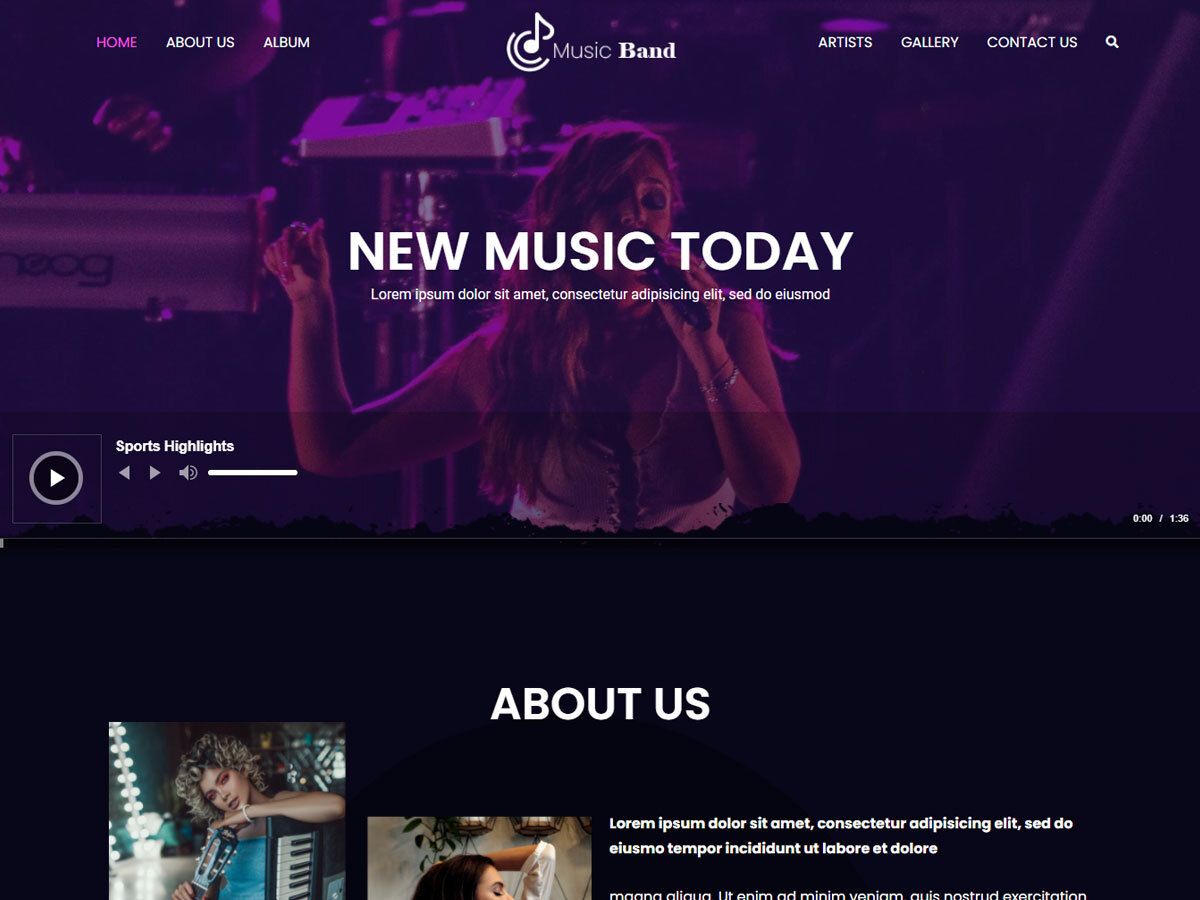 HOME ABOUT US ALBUM Music Band ARTISTS GALLERY CONTACT US
moog
NEW MUSIC TODAY
Lorem ipsum dolor sit amet, consectetur adipisicing elit, sed do eiusmod
Sports Highlights
0:00 / 1:36
ABOUT US
Lorem ipsum dolor sit amet, consectetur adipisicing elit, sed do
eiusmo tempor incididunt ut labore et dolore
magna aliqua. Ut enim ad minim veniam, quis nostrud exercitation